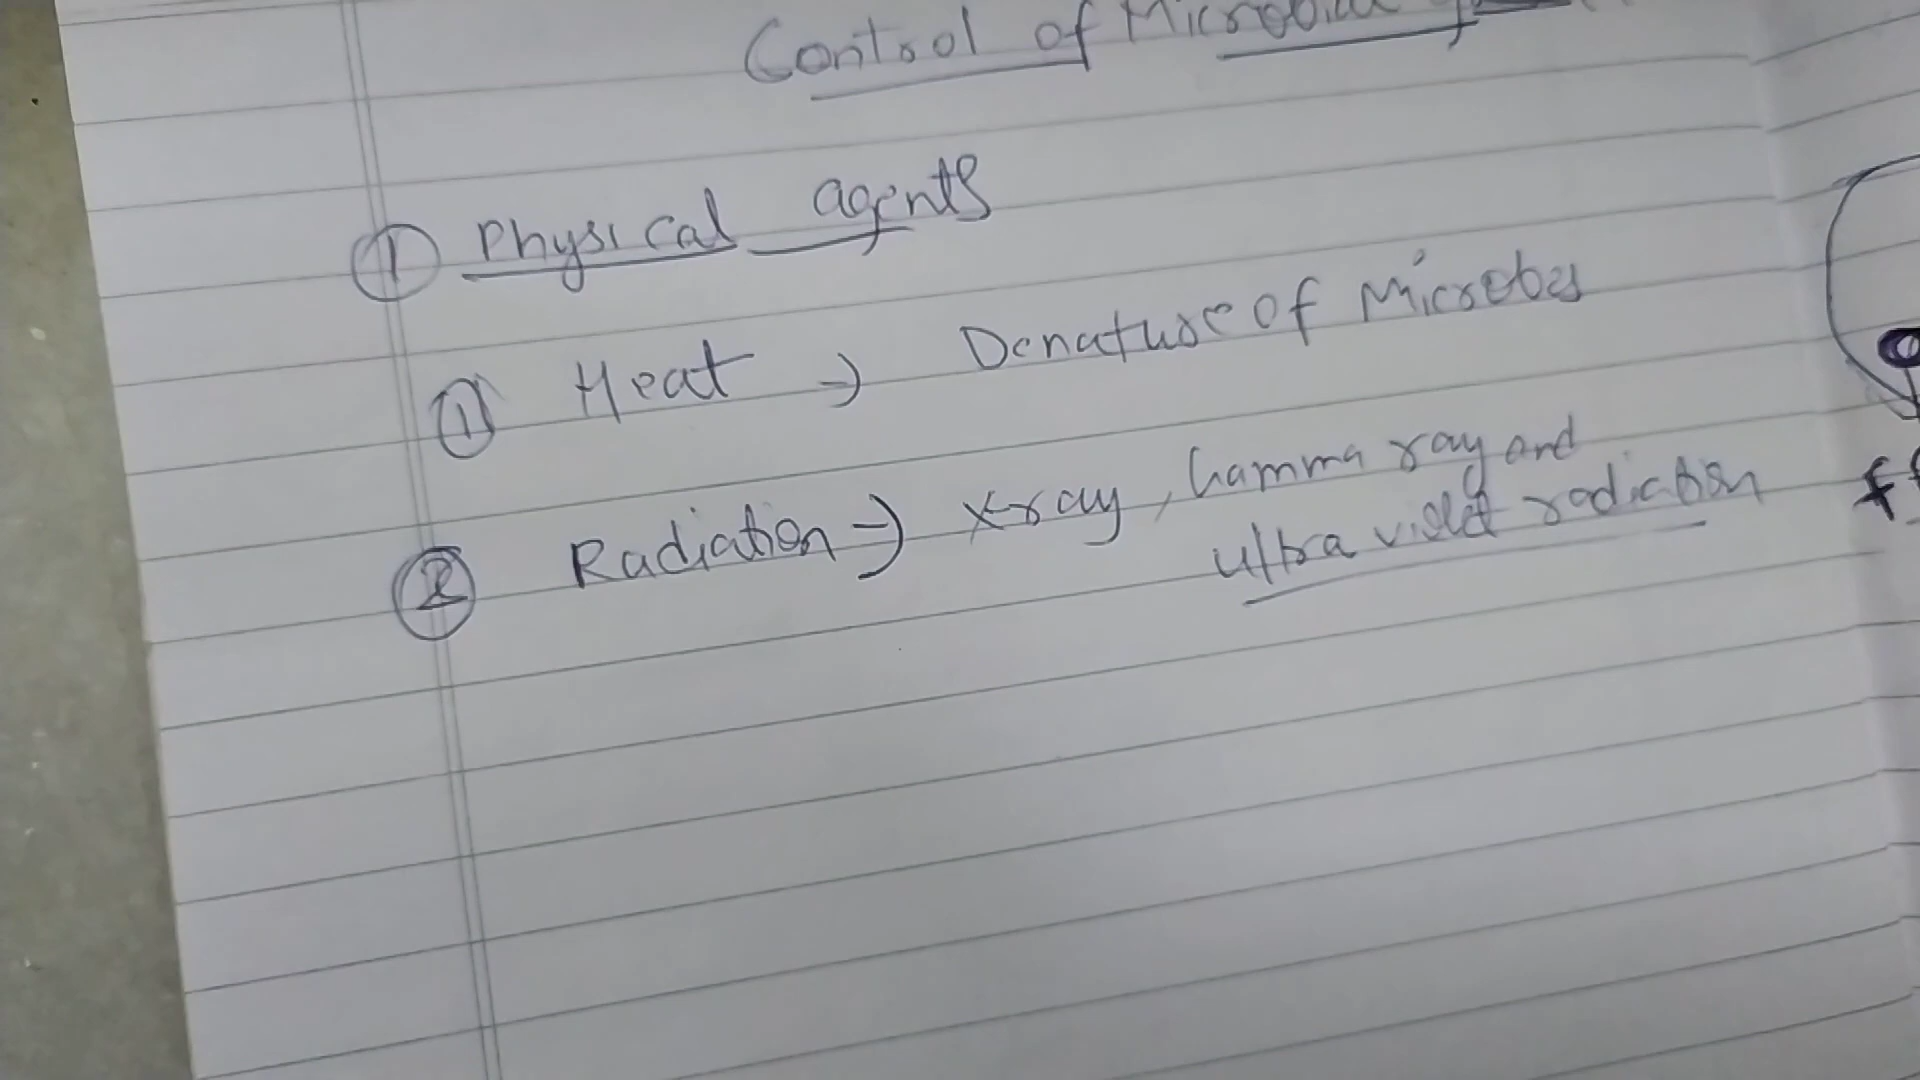 Control of Microbial
① Physical agents
① Heat → Denature of Microbes
② Radiation → X-ray, Gamma ray and
ultra violet radiation